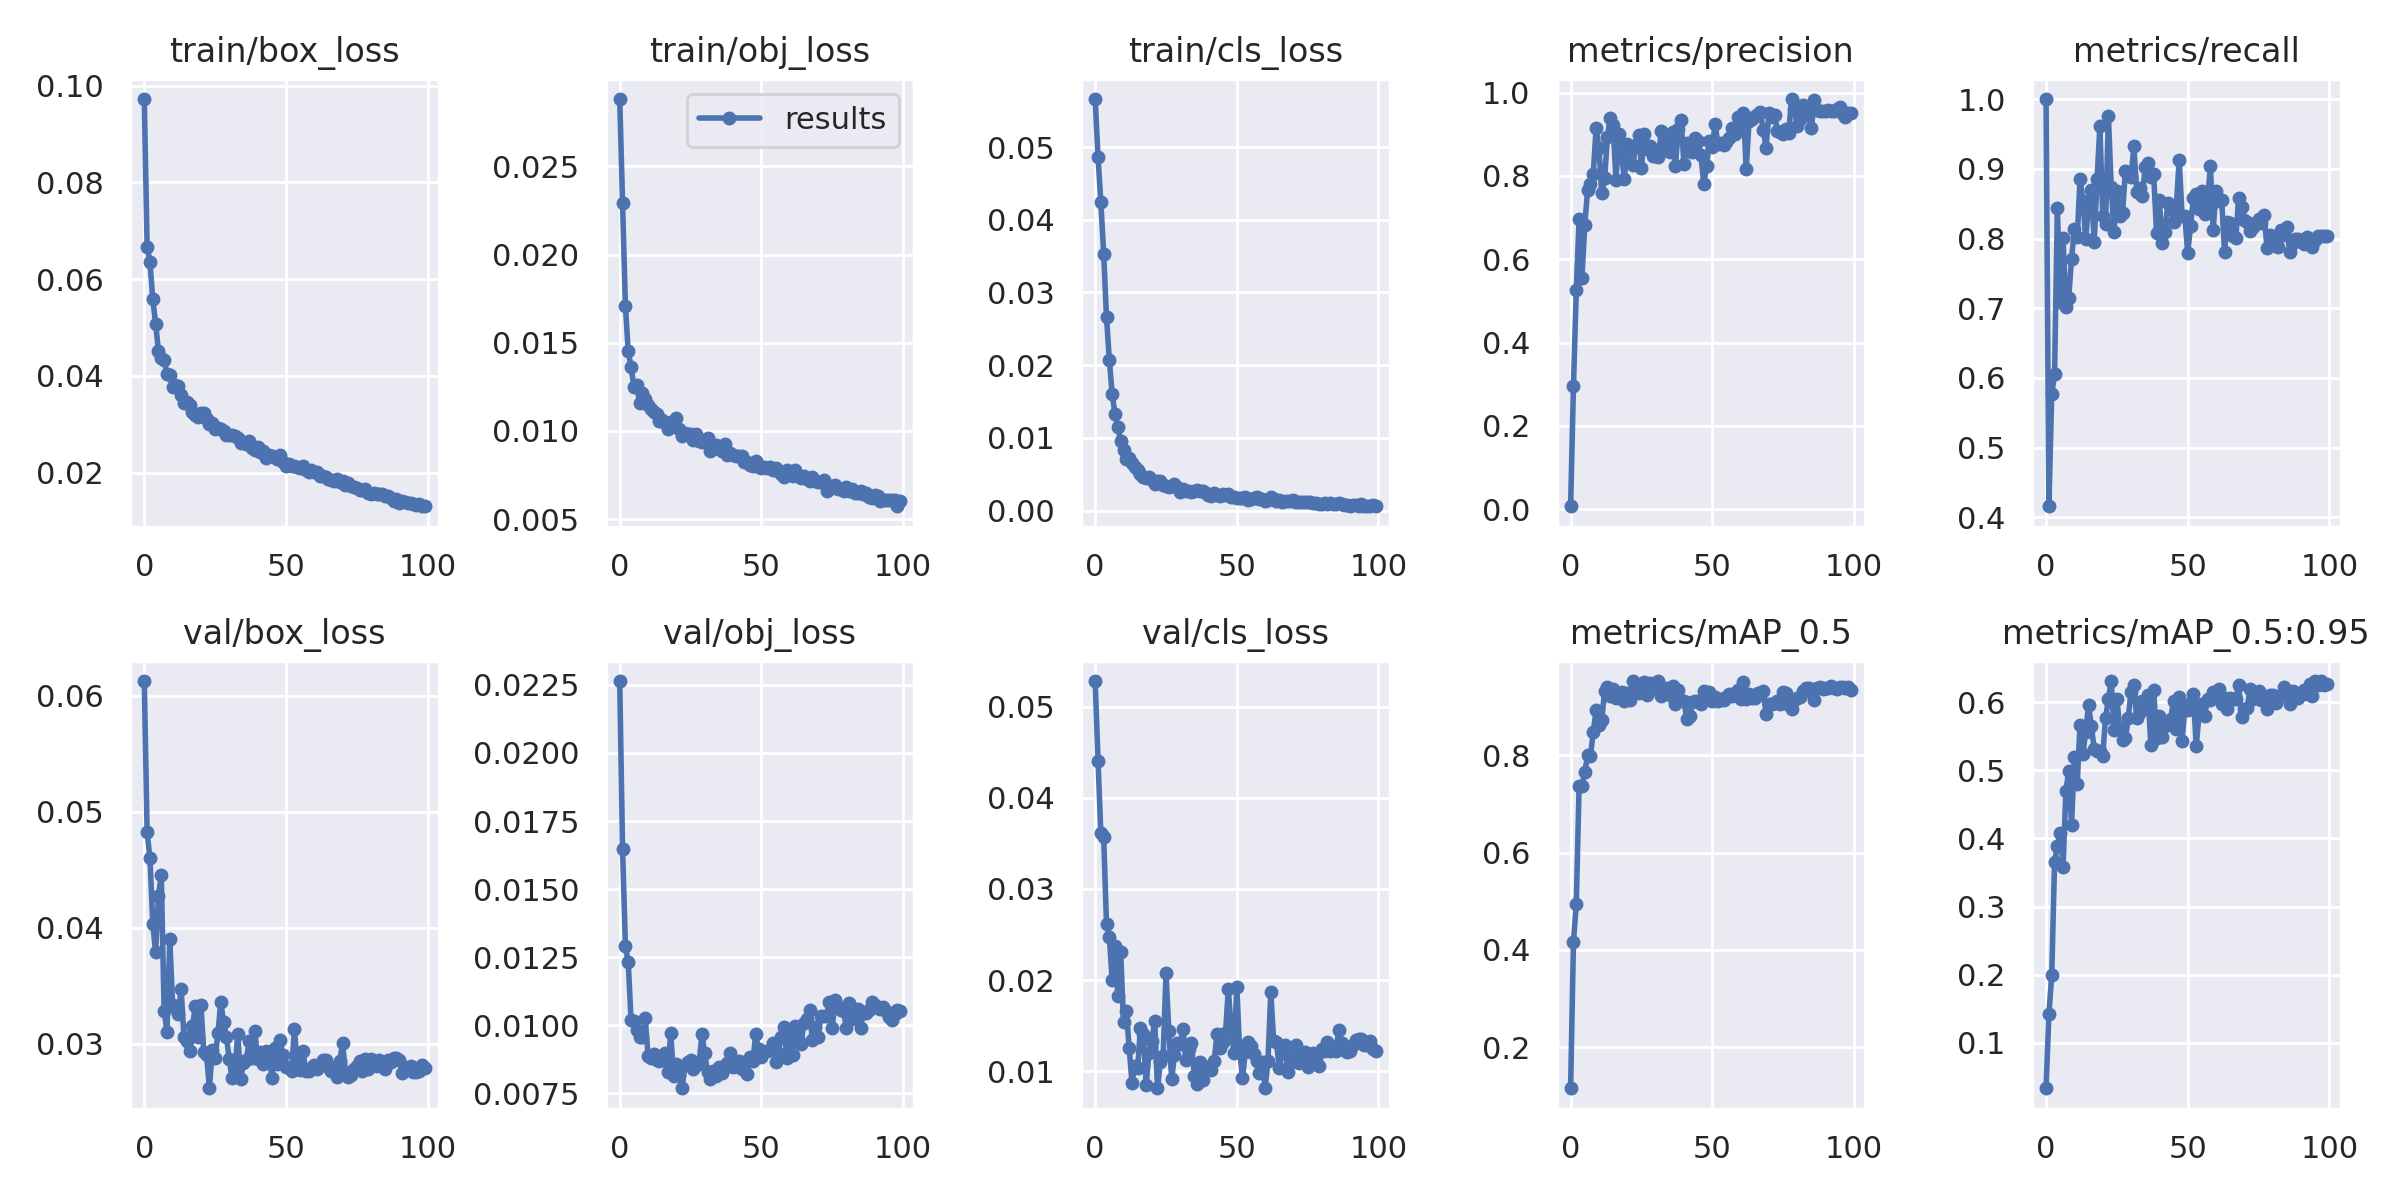 train/box_loss
0.10
0.08
0.06
0.04
0.02
0 50 100
train/obj_loss
results
0.025
0.020
0.015
0.010
0.005
0 50 100
train/cls_loss
0.05
0.04
0.03
0.02
0.01
0.00
0 50 100
metrics/precision
1.0
0.8
0.6
0.4
0.2
0.0
0 50 100
metrics/recall
1.0
0.9
0.8
0.7
0.6
0.5
0.4
0 50 100
val/box_loss
0.06
0.05
0.04
0.03
0 50 100
val/obj_loss
0.0225
0.0200
0.0175
0.0150
0.0125
0.0100
0.0075
0 50 100
val/cls_loss
0.05
0.04
0.03
0.02
0.01
0 50 100
metrics/mAP_0.5
0.8
0.6
0.4
0.2
0 50 100
metrics/mAP_0.5:0.95
0.6
0.5
0.4
0.3
0.2
0.1
0 50 100